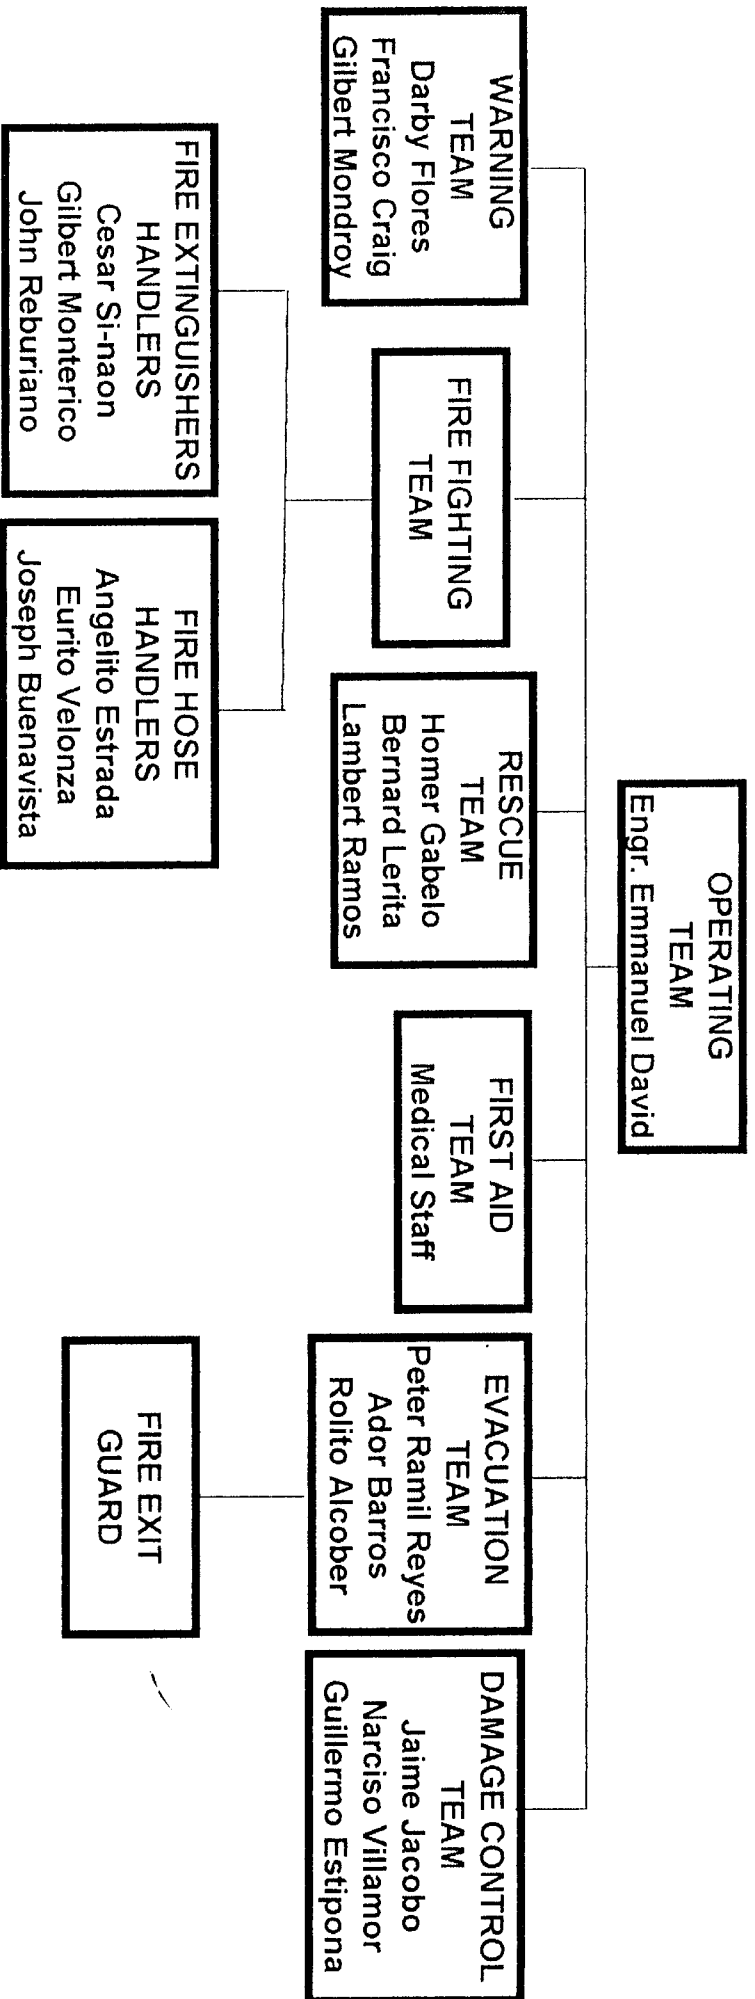 OPERATING
TEAM
Engr. Emmanuel David
WARNING
TEAM
Darby Flores
Francisco Craig
Gilbert Mondroy
FIRE FIGHTING
TEAM
RESCUE
TEAM
Homer Gabelo
Bernard Lerita
Lambert Ramos
FIRST AID
TEAM
Medical Staff
EVACUATION
TEAM
Peter Ramil Reyes
Ador Barros
Rolito Alcober
DAMAGE CONTROL
TEAM
Jaime Jacobo
Narciso Villamor
Guillermo Estipona
FIRE EXTINGUISHERS
HANDLERS
Cesar Si-naon
Gilbert Monterico
John Reburiano
FIRE HOSE
HANDLERS
Angelito Estrada
Eurito Velonza
Joseph Buenavista
FIRE EXIT
GUARD